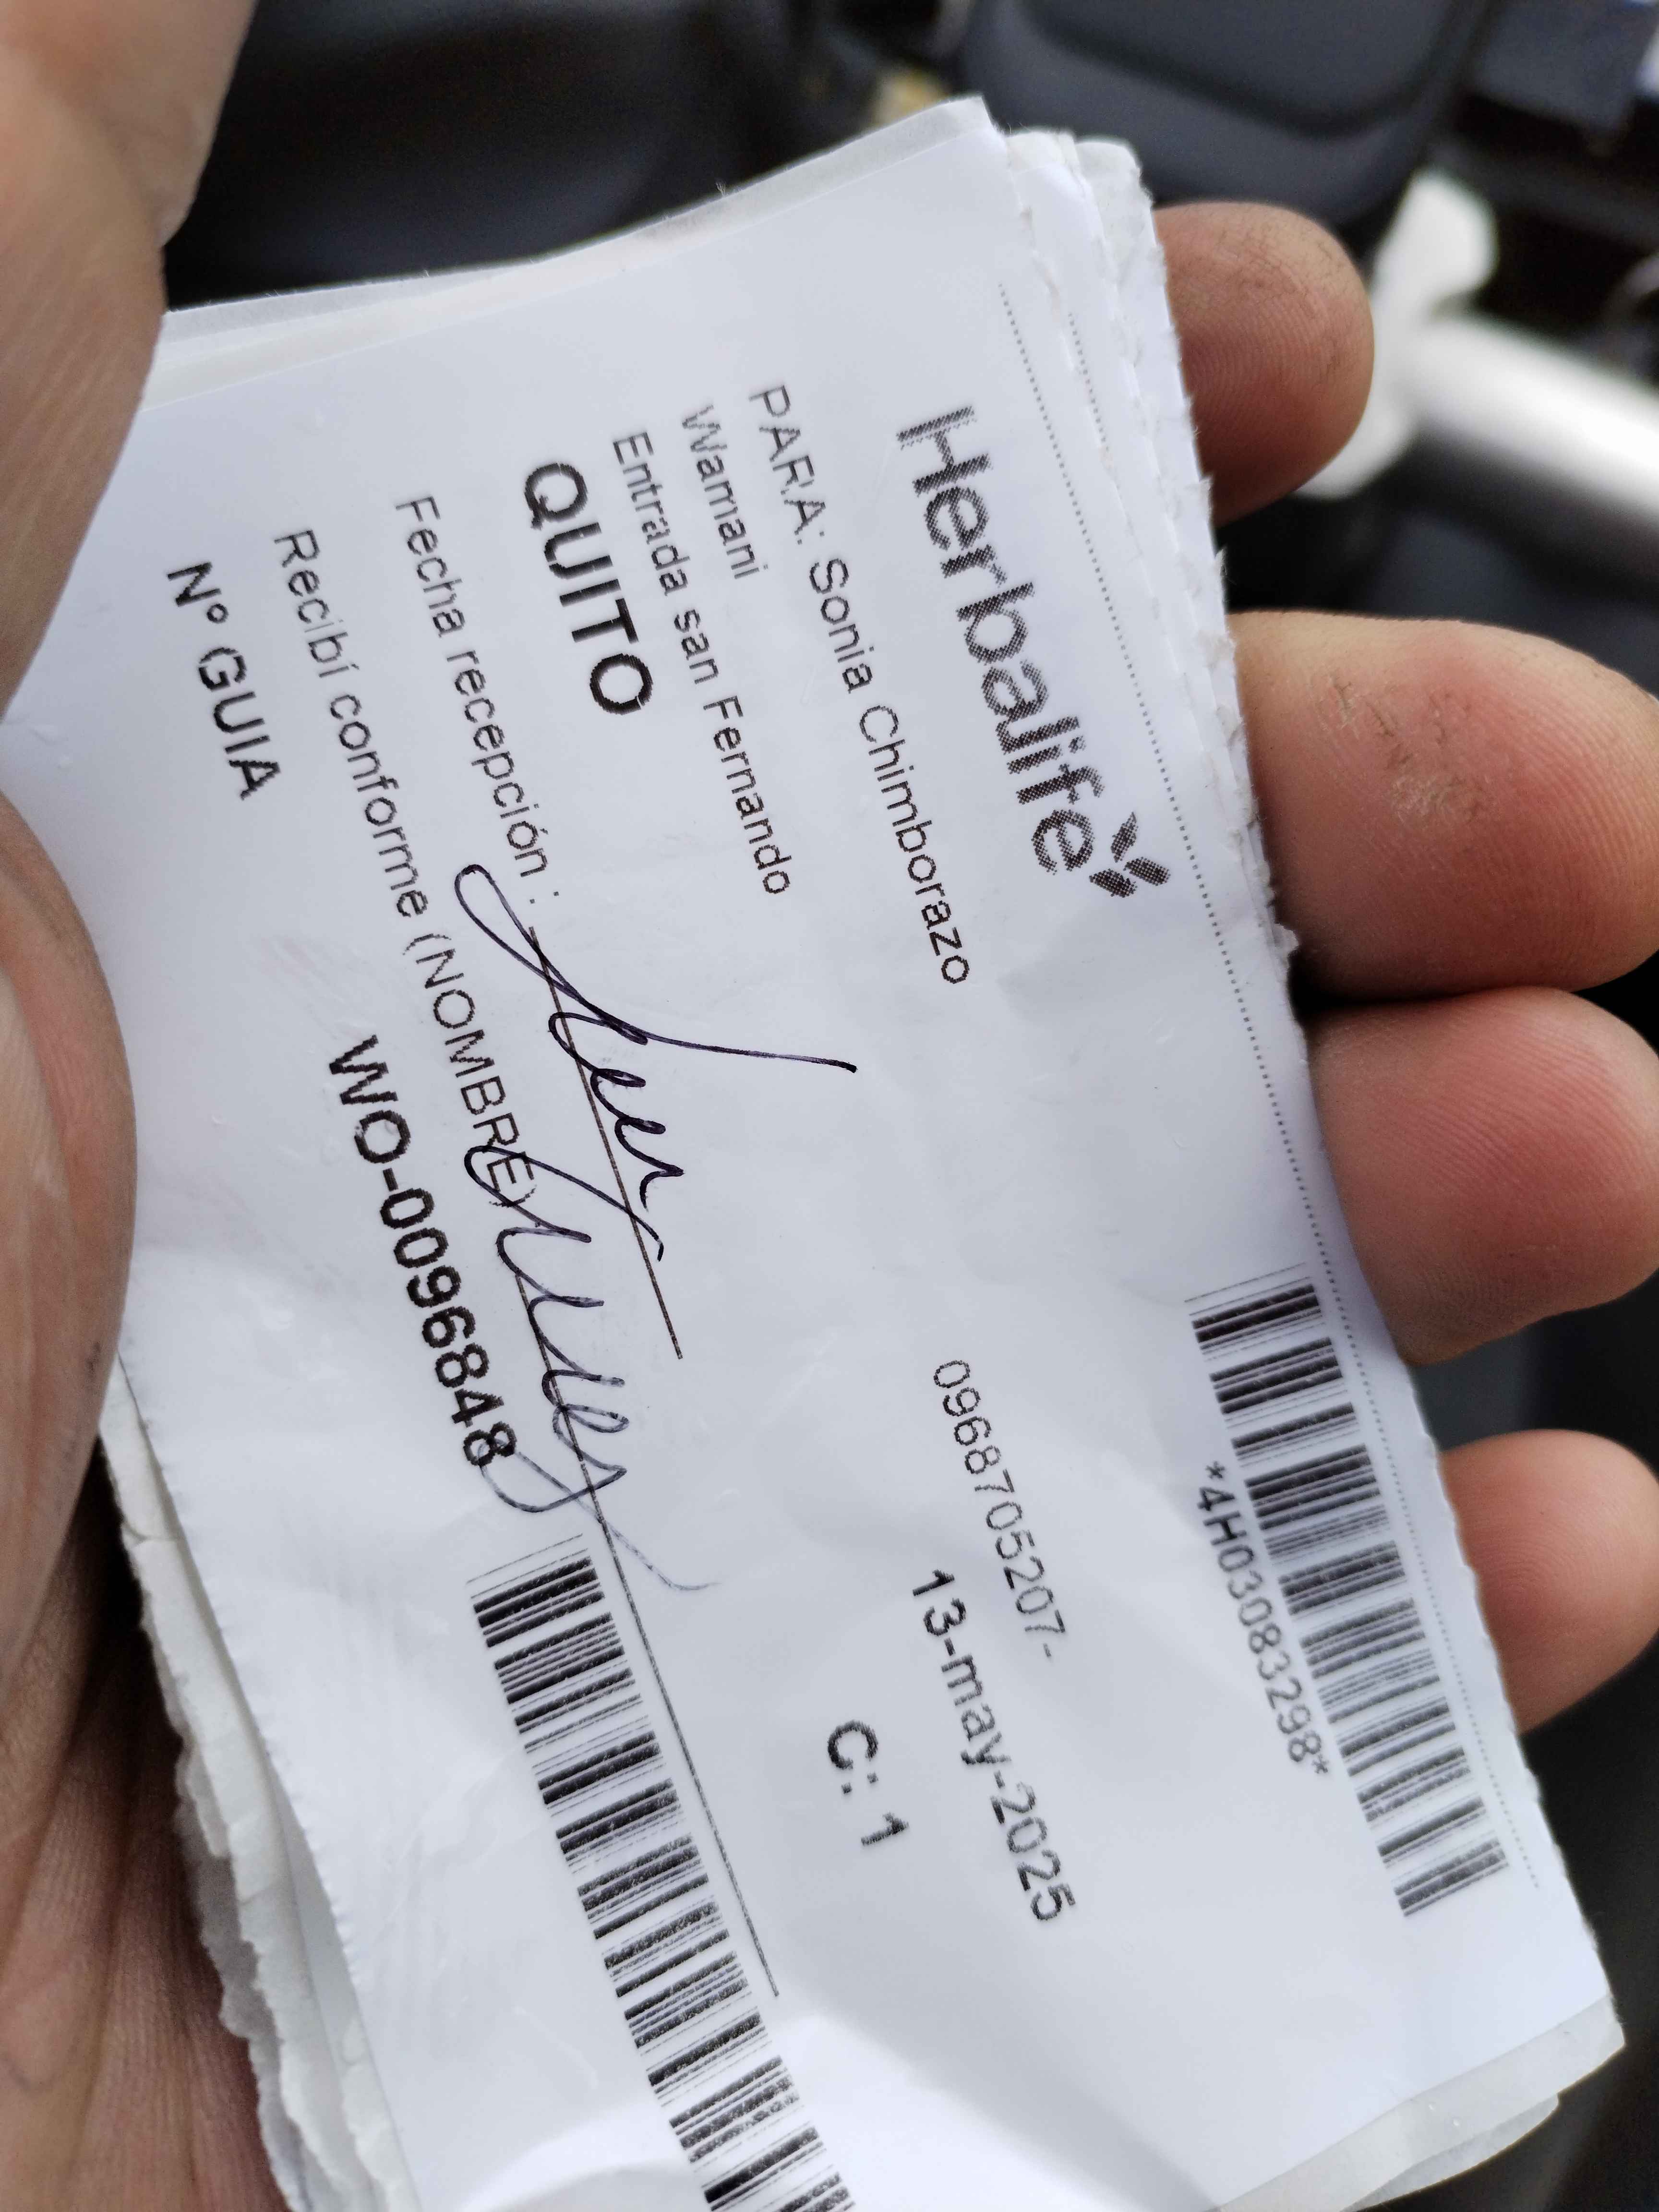 Herbalife
*4H03083298*
PARA: Sonia Chimborazo
0968705207-
Wamani
13-may-2025
Entrada san Fernando
QUITO
C: 1
Fecha recepción :
Recibí conforme (NOMBRE)
Nº GUIA
WO-0096848